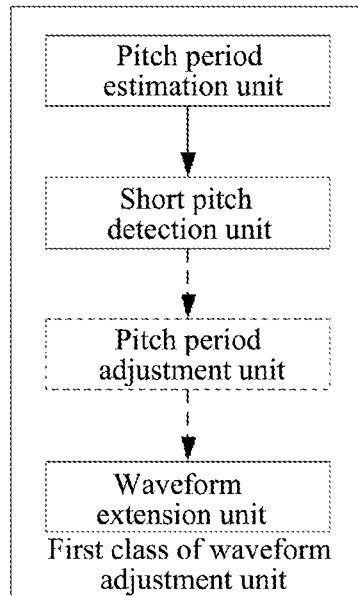 Pitch period
estimation unit
Short pitch
detection unit
Pitch period
adjustment unit
Waveform
extension unit
First class of waveform
adjustment unit